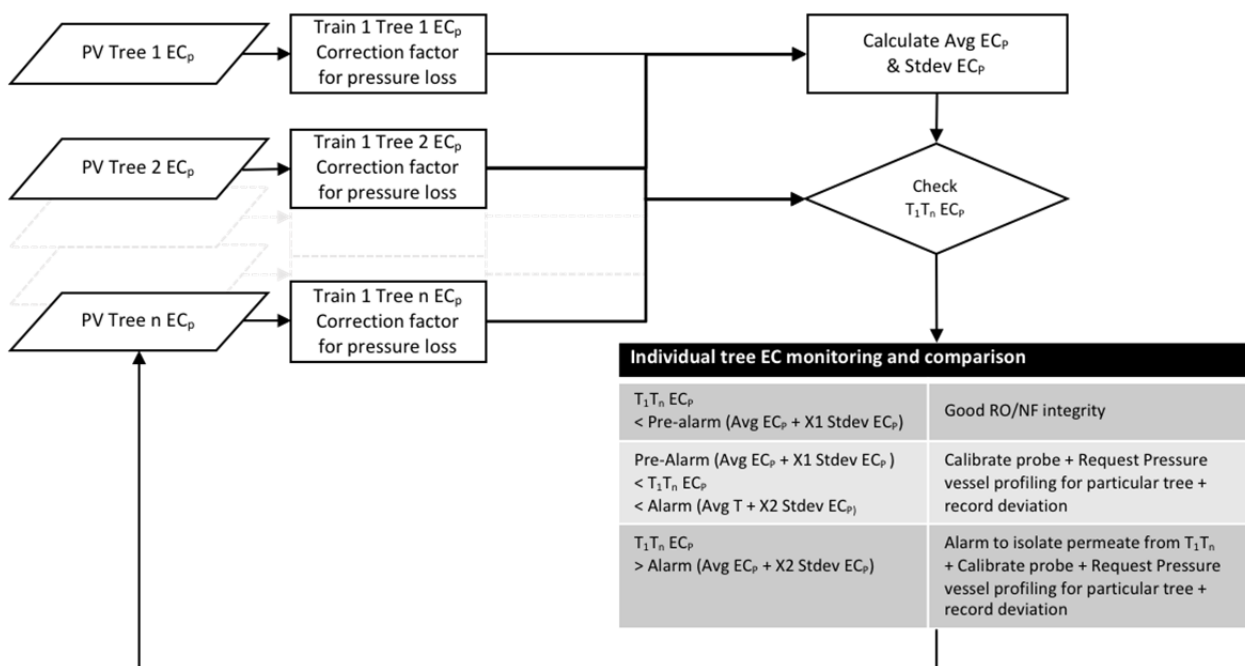 PV Tree 1 ECp
Train 1 Tree 1 ECp
Correction factor
for pressure loss
Calculate Avg ECP
& Stdev ECP
PV Tree 2 ECp
Train 1 Tree 2 ECp
Correction factor
for pressure loss
Check
T1Tn ECP
PV Tree n ECp
Train 1 Tree n ECp
Correction factor
for pressure loss
Individual tree EC monitoring and comparison
T1Tn ECP
< Pre-alarm (Avg ECP + X1 Stdev ECP)
Good RO/NF integrity
Pre-Alarm (Avg ECP + X1 Stdev ECP )
< T1Tn ECP
< Alarm (Avg T + X2 Stdev ECP)
Calibrate probe + Request Pressure
vessel profiling for particular tree +
record deviation
T1Tn ECP
> Alarm (Avg ECP + X2 Stdev ECP)
Alarm to isolate permeate from T1Tn
+ Calibrate probe + Request Pressure
vessel profiling for particular tree +
record deviation